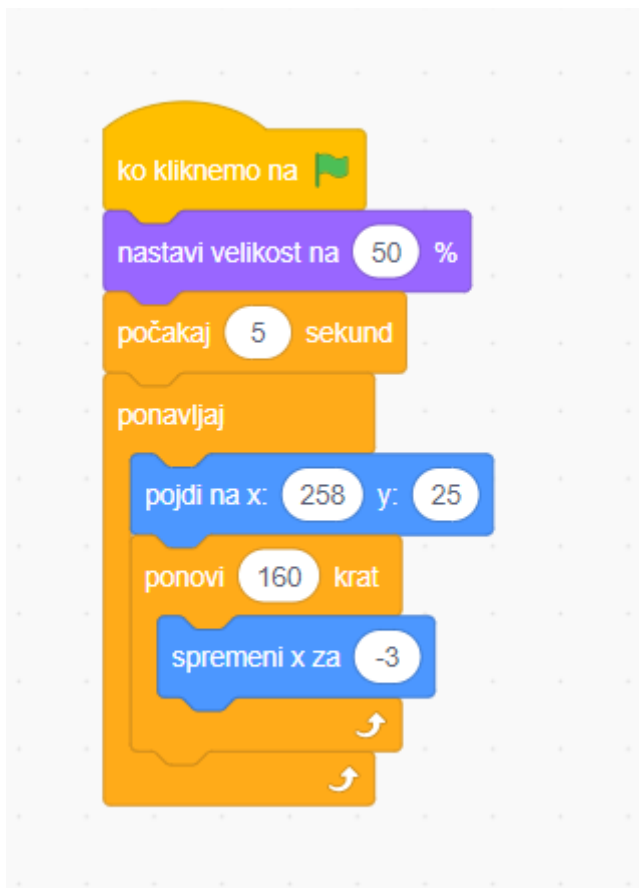 ko kliknemo na
nastavi velikost na 50 %
počakaj 5 sekund
ponavljaj
pojdi na x: 258 y: 25
ponovi 160 krat
spremeni x za -3